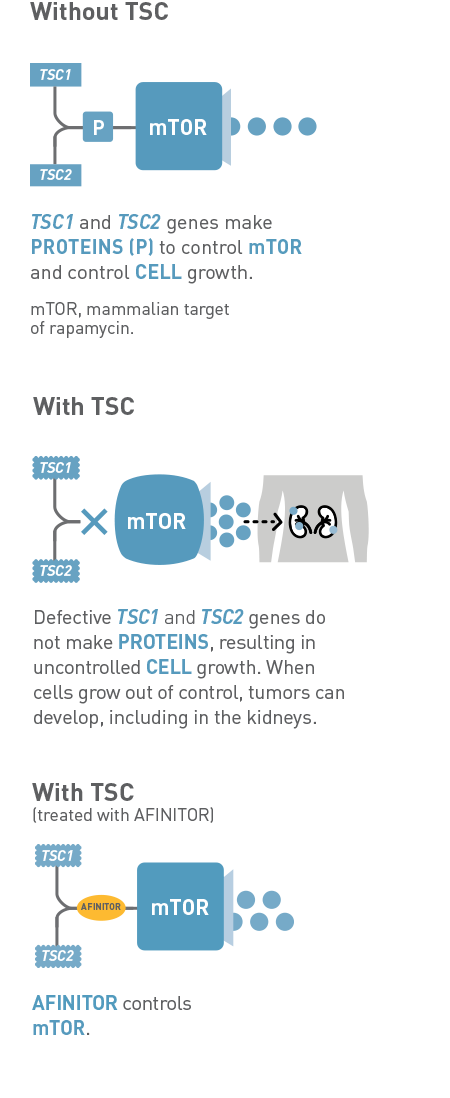 Without TSC
TSC1
P
mTOR
TSC2
TSC1 and TSC2 genes make
PROTEINS (P) to control mTOR
and control CELL growth.
mTOR, mammalian target
of rapamycin.
With TSC
TSC1
mTOR
TSC2
Defective TSC1 and TSC2 genes do
not make PROTEINS, resulting in
uncontrolled CELL growth. When
cells grow out of control, tumors can
develop, including in the kidneys.
With TSC
(treated with AFINITOR)
TSC1
AFINITOR
mTOR
TSC2
AFINITOR controls
mTOR.